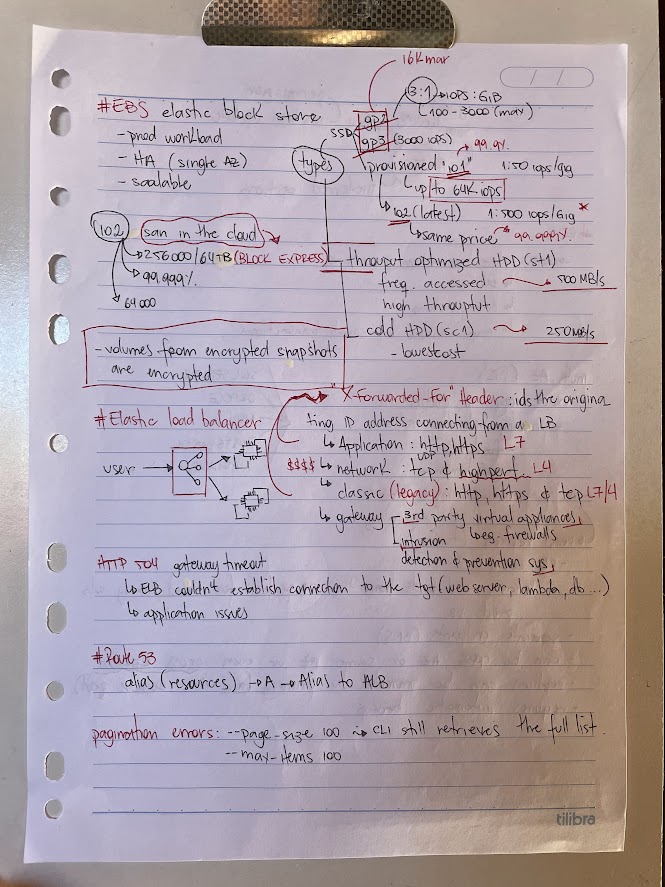 16K max
#EBS elastic block store
3:1 → IOPS : GiB
100-3000 (max)
- prod workload
- HA (single AZ)
- scalable
types
SSD
gp2
gp3 (3000 iops)
provisioned "io1" 99.9% 1:50 iops/gig
up to 64K iops
io2 (latest) 1:500 iops/Gig *
same price 99.999%
io2 san in the cloud
→ 256000/64TB (BLOCK EXPRESS)
→ 99.999%
64000
throuput optimized HDD (st1)
freq. accessed → 500MB/s
high throughput
cold HDD (sc1) → 250MB/s
- lowest cost
- volumes from encrypted snapshots
are encrypted
"X-Forwarded-For" Header: ids the origina
ting ID address connecting from a LB
#Elastic load balancer
user
↳ Application : http, https L7
$$$$ ↳ network : tcp & high perf. L4
UDP
↳ classic (legacy) : http, https & tcp L7/4
↳ gateway 3rd party virtual appliances,
↳ eg. firewalls
intrusion
detection & prevention sys,
HTTP 504 gateway timeout
↳ ELB couldn't establish connection to the tgt (web server, lambda, db ...)
↳ application issues
#Route 53
alias (resources) → A → Alias to ALB
pagination errors: --page-size 100 → CLI still retrieves the full list.
--max-items 100
tilibra